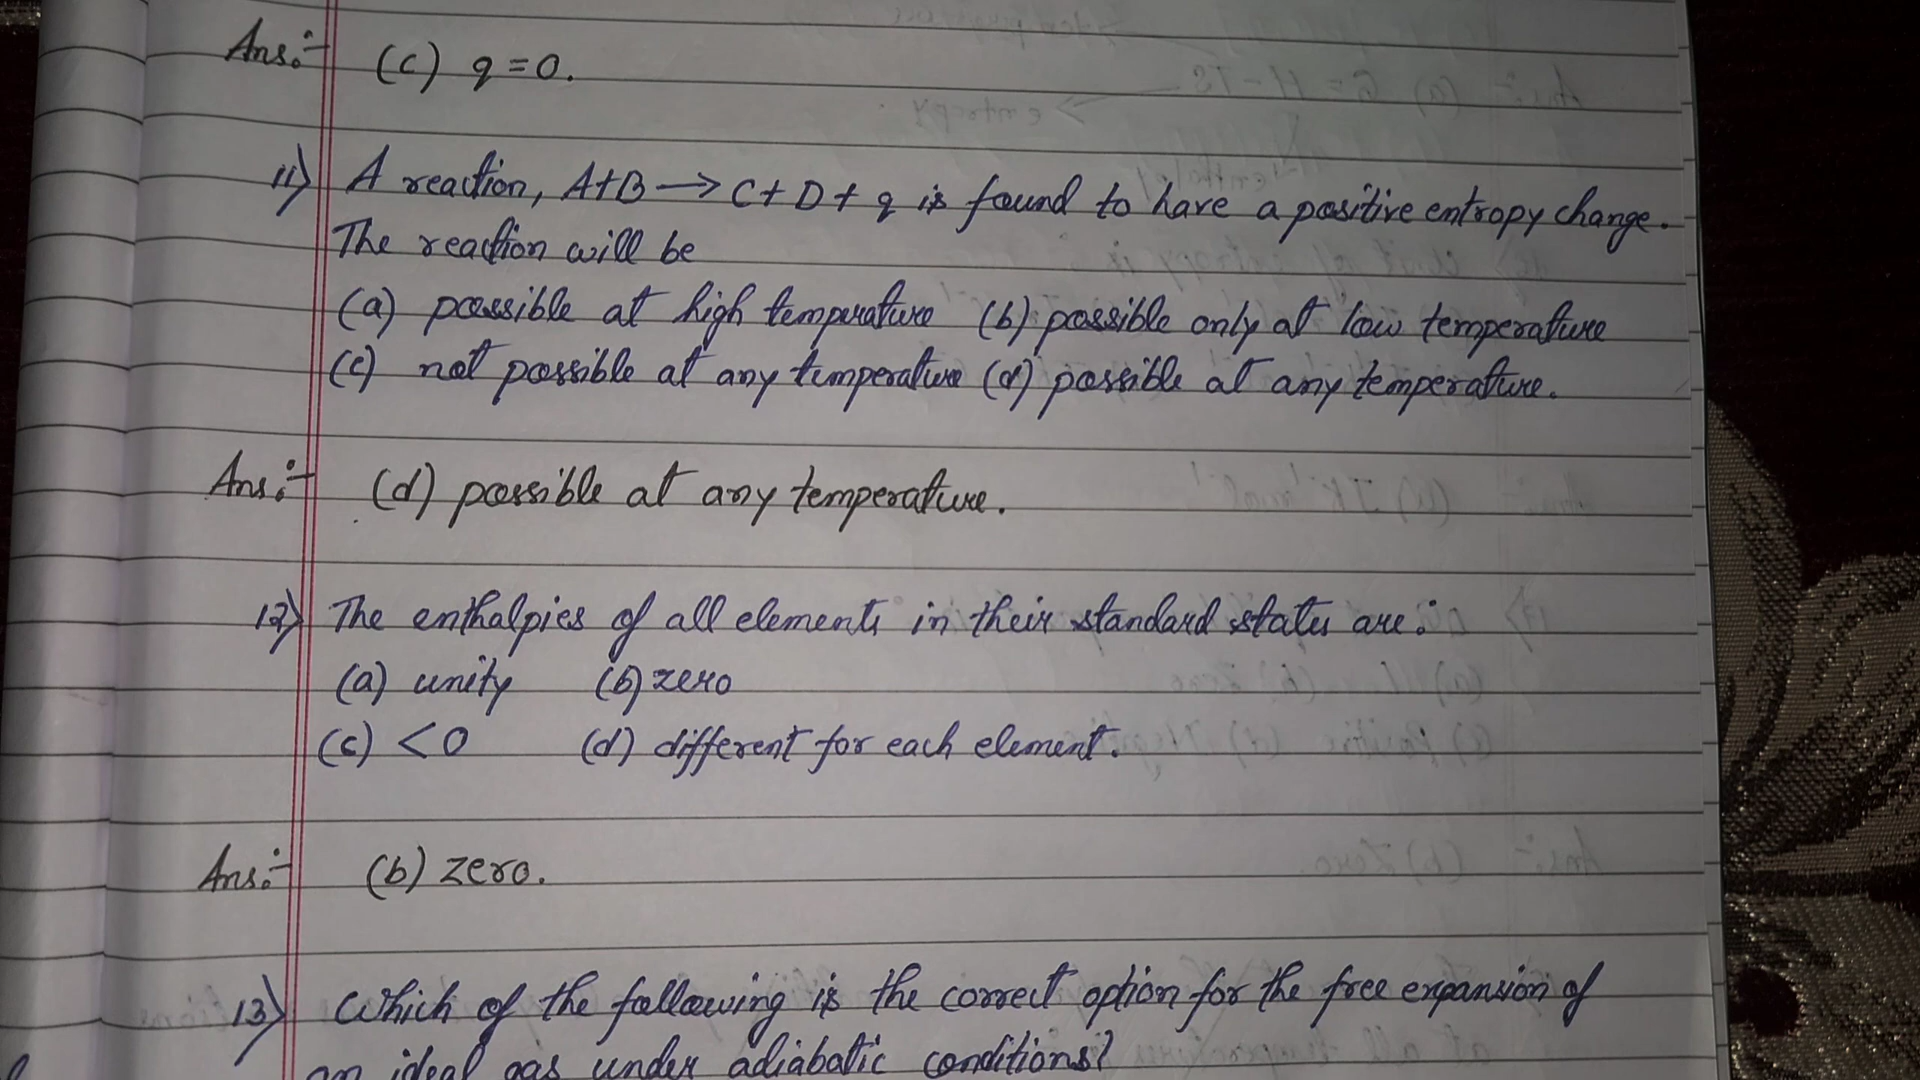 Ans:- (c) q = 0.
11) A reaction, A+B → C+D+q is found to have a positive entropy change.
The reaction will be
(a) possible at high temperature (b) possible only at low temperature
(c) not possible at any temperature (d) possible at any temperature.
Ans:- (d) possible at any temperature.
12) The enthalpies of all elements in their standard states are:
(a) unity (b) zero
(c) <0 (d) different for each element.
Ans:- (b) zero.
13) Which of the following is the correct option for the free expansion of
an ideal gas under adiabatic conditions?